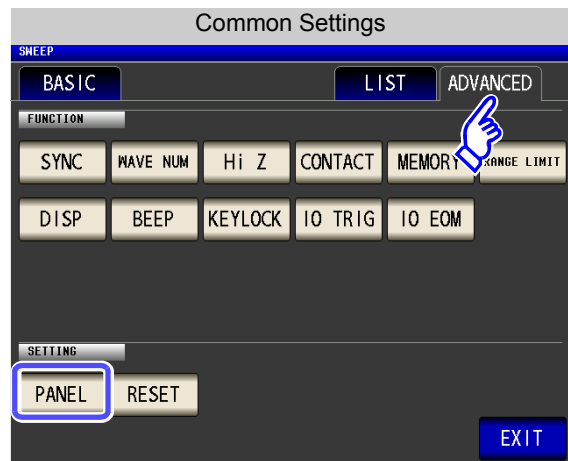 Common Settings
SWEEP
BASIC LIST ADVANCED
FUNCTION
SYNC WAVE NUM Hi Z CONTACT MEMORY RANGE LIMIT
DISP BEEP KEYLOCK IO TRIG IO EOM
SETTING
PANEL RESET
EXIT